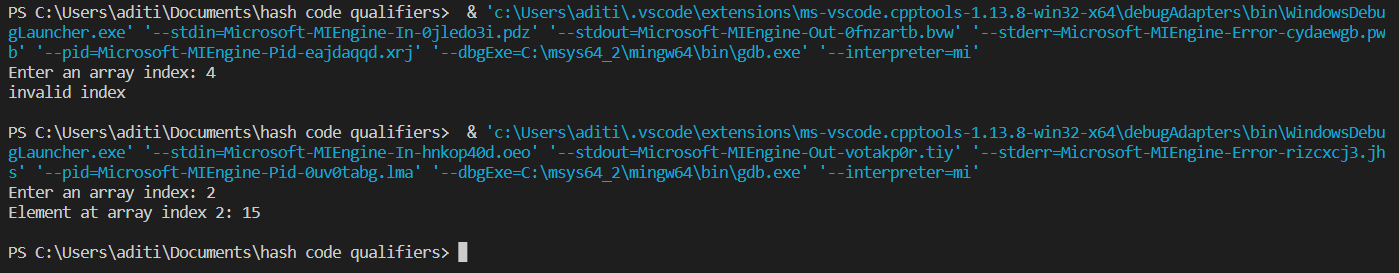 PS C:\Users\aditi\Documents\hash code qualifiers>  & 'c:\Users\aditi\.vscode\extensions\ms-vscode.cpptools-1.13.8-win32-x64\debugAdapters\bin\WindowsDebu
gLauncher.exe' '--stdin=Microsoft-MIEngine-In-0jledo3i.pdz' '--stdout=Microsoft-MIEngine-Out-0fnzartb.bvw' '--stderr=Microsoft-MIEngine-Error-cydaewgb.pw
b' '--pid=Microsoft-MIEngine-Pid-eajdaqqd.xrj' '--dbgExe=C:\msys64_2\mingw64\bin\gdb.exe' '--interpreter=mi'
Enter an array index: 4
invalid index
PS C:\Users\aditi\Documents\hash code qualifiers>  & 'c:\Users\aditi\.vscode\extensions\ms-vscode.cpptools-1.13.8-win32-x64\debugAdapters\bin\WindowsDebu
gLauncher.exe' '--stdin=Microsoft-MIEngine-In-hnkop40d.oeo' '--stdout=Microsoft-MIEngine-Out-votakp0r.tiy' '--stderr=Microsoft-MIEngine-Error-rizcxcj3.jh
s' '--pid=Microsoft-MIEngine-Pid-0uv0tabg.lma' '--dbgExe=C:\msys64_2\mingw64\bin\gdb.exe' '--interpreter=mi'
Enter an array index: 2
Element at array index 2: 15
PS C:\Users\aditi\Documents\hash code qualifiers>